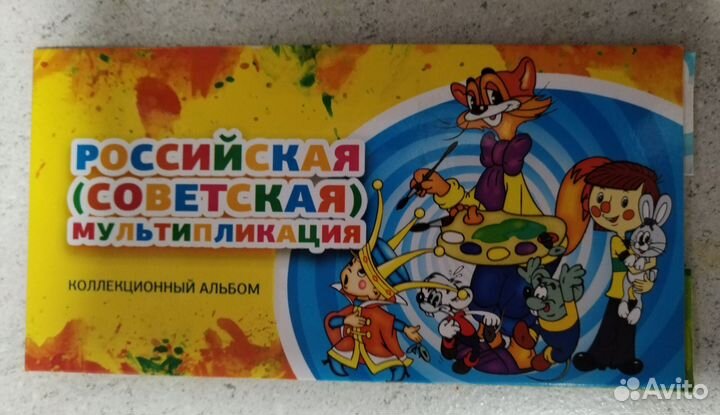 РОССИЙСКАЯ
(СОВЕТСКАЯ)
МУЛЬТИПЛИКАЦИЯ
КОЛЛЕКЦИОННЫЙ АЛЬБОМ
Avito